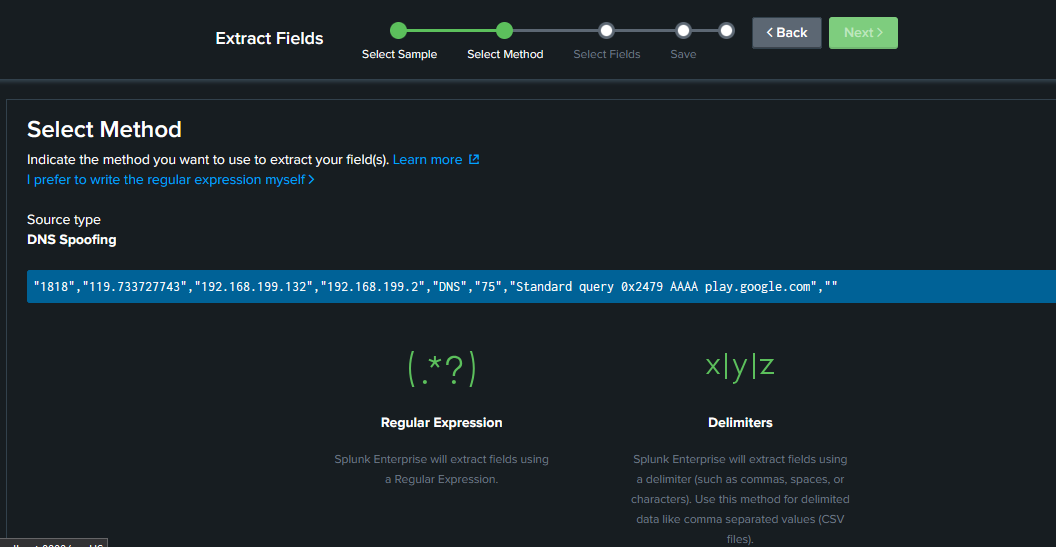 Extract Fields
Select Sample
Select Method
Select Fields
Save
< Back
Next >
Select Method
Indicate the method you want to use to extract your field(s). Learn more
I prefer to write the regular expression myself >
Source type
DNS Spoofing
"1818","119.733727743","192.168.199.132","192.168.199.2","DNS","75","Standard query 0x2479 AAAA play.google.com",""
(.*?)
x|y|z
Regular Expression
Delimiters
Splunk Enterprise will extract fields using
a Regular Expression.
Splunk Enterprise will extract fields using
a delimiter (such as commas, spaces, or
characters). Use this method for delimited
data like comma separated values (CSV
files).